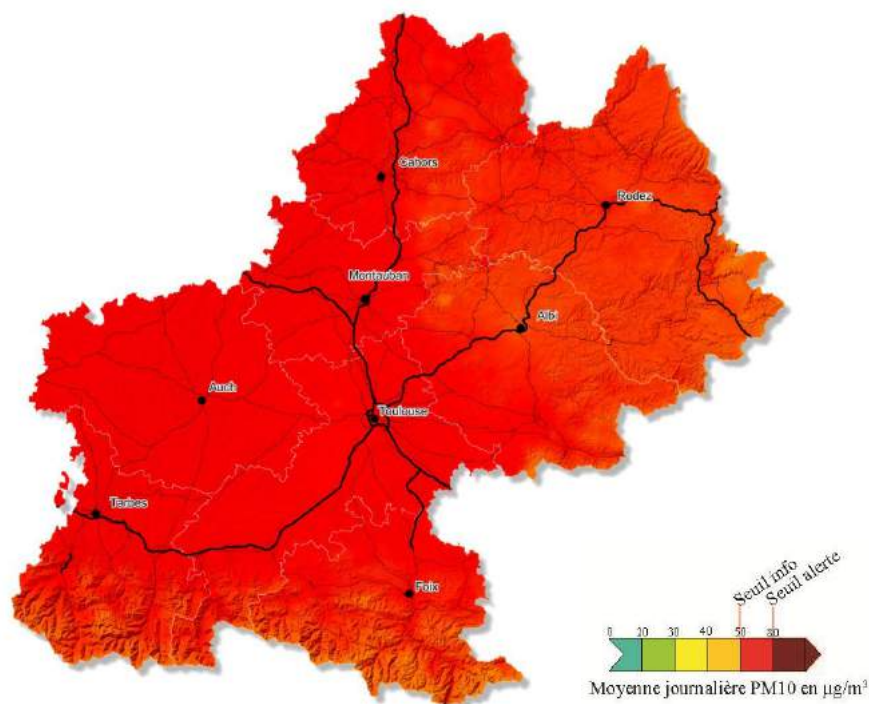 Cahors
Rodez
Montauban
Albi
Auch
Toulouse
Tarbes
Foix
Seuil info
Seuil alerte
0 20 30 40 50 80
Moyenne journalière PM10 en µg/m³